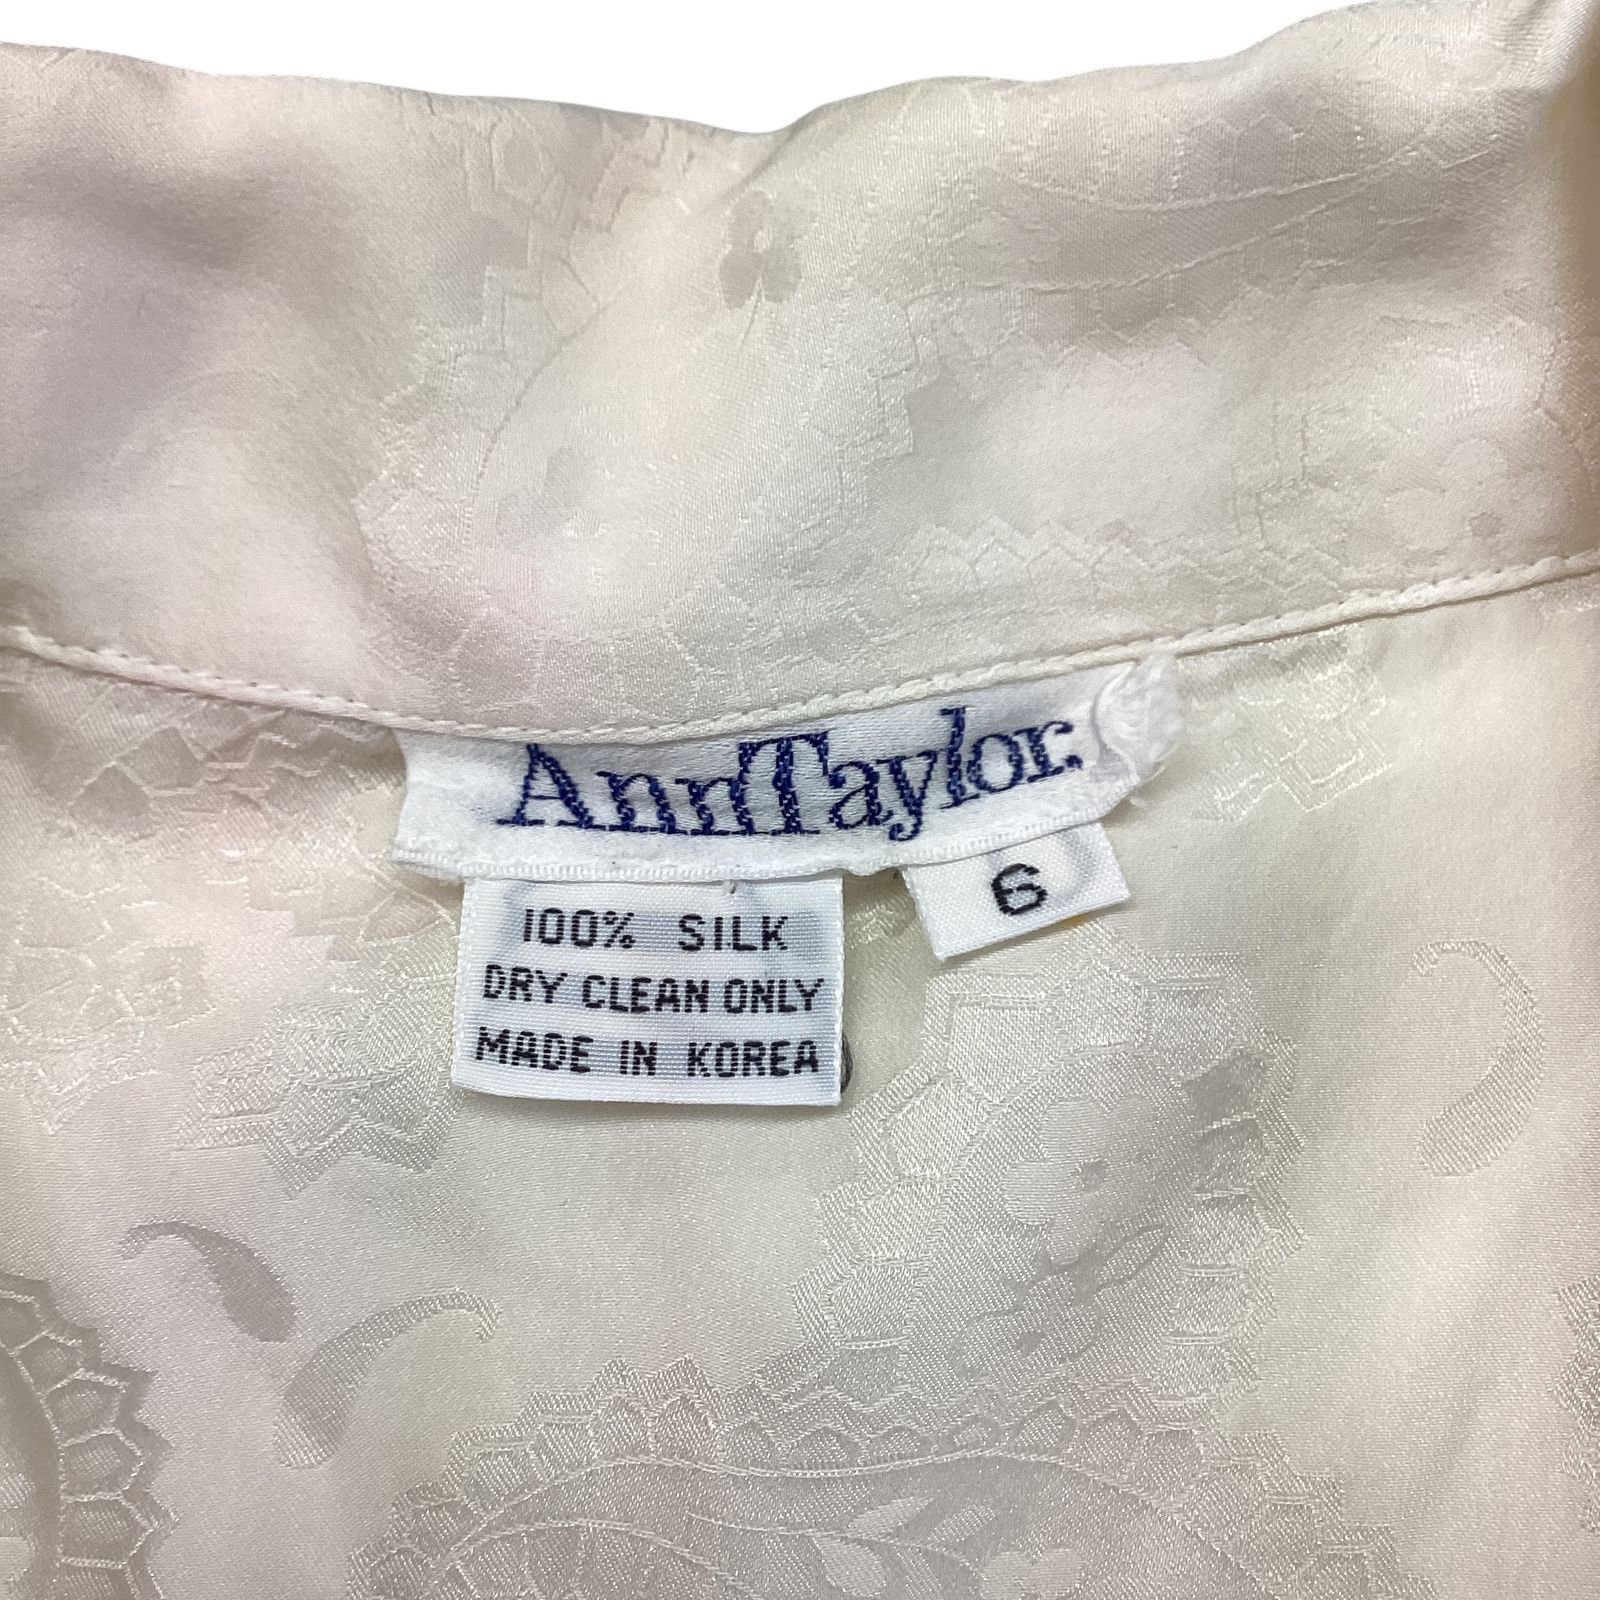 AnnTaylor.
6
100% SILK
DRY CLEAN ONLY
MADE IN KOREA